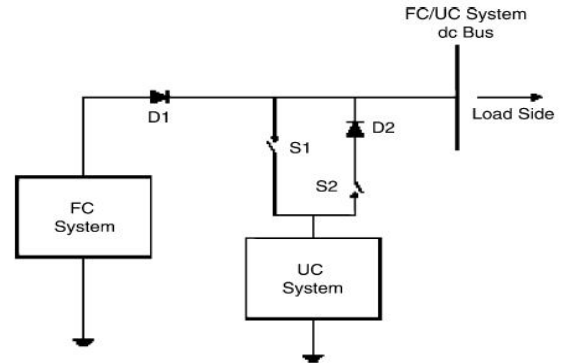 FC/UC System
dc Bus
D1
Load Side
S1
D2
S2
FC
System
UC
System